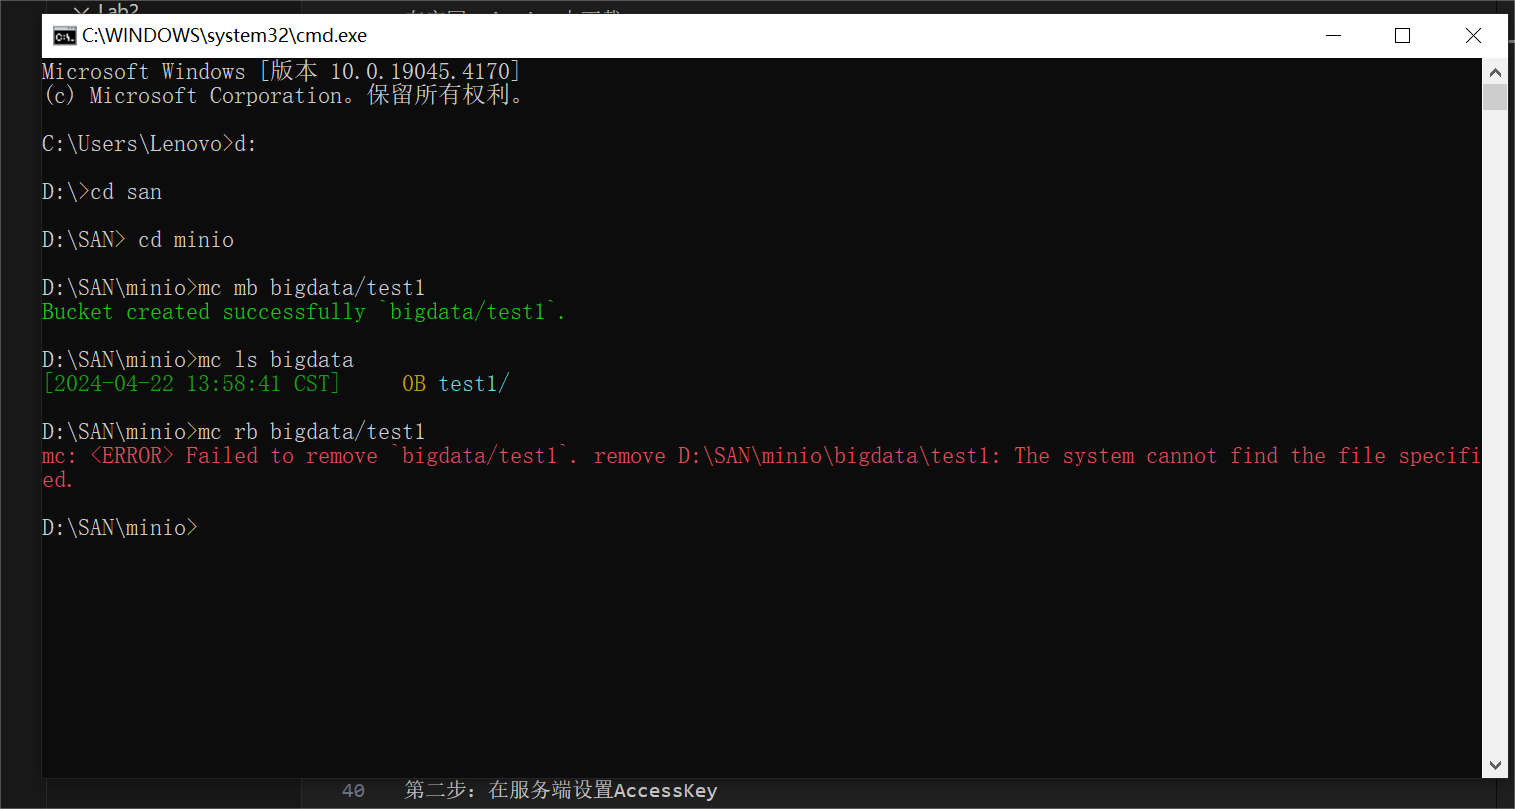 Lab2
C:\WINDOWS\system32\cmd.exe
Microsoft Windows [版本 10.0.19045.4170]
(c) Microsoft Corporation。保留所有权利。
C:\Users\Lenovo>d:
D:\>cd san
D:\SAN> cd minio
D:\SAN\minio>mc mb bigdata/test1
Bucket created successfully `bigdata/test1`.
D:\SAN\minio>mc ls bigdata
[2024-04-22 13:58:41 CST]     0B test1/
D:\SAN\minio>mc rb bigdata/test1
mc: <ERROR> Failed to remove `bigdata/test1`. remove D:\SAN\minio\bigdata\test1: The system cannot find the file specifi
ed.
D:\SAN\minio>
40 第二步：在服务端设置AccessKey